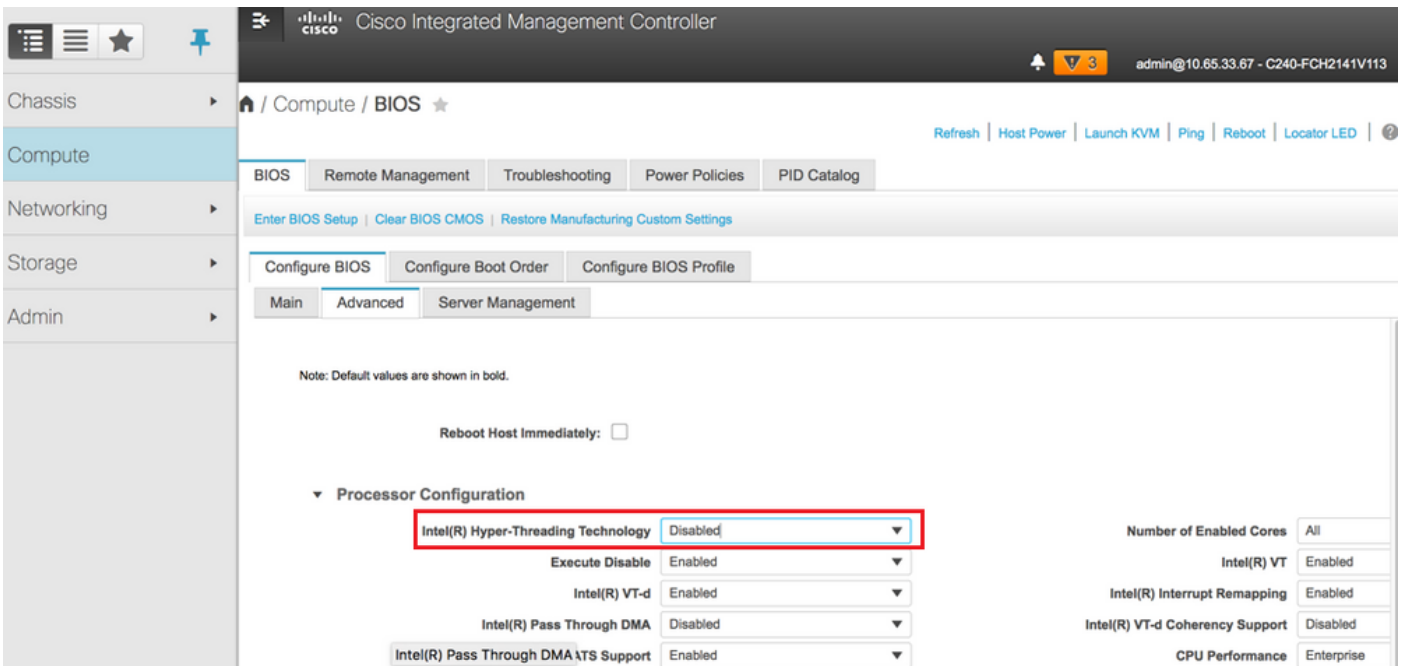 cisco Cisco Integrated Management Controller
3 admin@10.65.33.67 - C240-FCH2141V113
Chassis
Compute
Networking
Storage
Admin
/ Compute / BIOS
Refresh | Host Power | Launch KVM | Ping | Reboot | Locator LED | ?
BIOS Remote Management Troubleshooting Power Policies PID Catalog
Enter BIOS Setup | Clear BIOS CMOS | Restore Manufacturing Custom Settings
Configure BIOS Configure Boot Order Configure BIOS Profile
Main Advanced Server Management
Note: Default values are shown in bold.
Reboot Host Immediately:
Processor Configuration
Intel(R) Hyper-Threading Technology Disabled Number of Enabled Cores All
Execute Disable Enabled Intel(R) VT Enabled
Intel(R) VT-d Enabled Intel(R) Interrupt Remapping Enabled
Intel(R) Pass Through DMA Disabled Intel(R) VT-d Coherency Support Disabled
Intel(R) Pass Through DMA ATS Support Enabled CPU Performance Enterprise